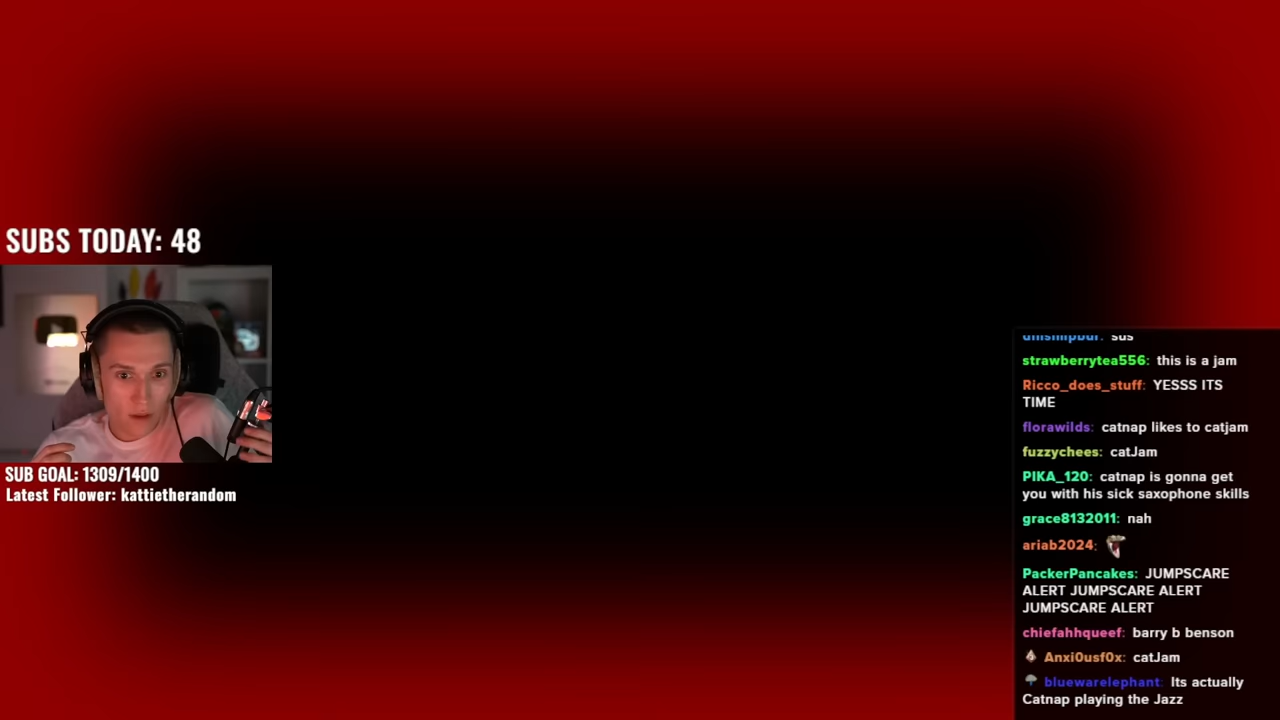 SUBS TODAY: 48
SUB GOAL: 1309/1400
Latest Follower: kattietherandom
sus
strawberrytea556: this is a jam
Ricco_does_stuff: YESSS ITS
TIME
florawilds: catnap likes to catjam
fuzzychees: catJam
PIKA_120: catnap is gonna get
you with his sick saxophone skills
grace8132011: nah
ariab2024:
PackerPancakes: JUMPSCARE
ALERT JUMPSCARE ALERT
JUMPSCARE ALERT
chiefahhqueef: barry b benson
Anxi0usf0x: catJam
bluewarelephant: Its actually
Catnap playing the Jazz